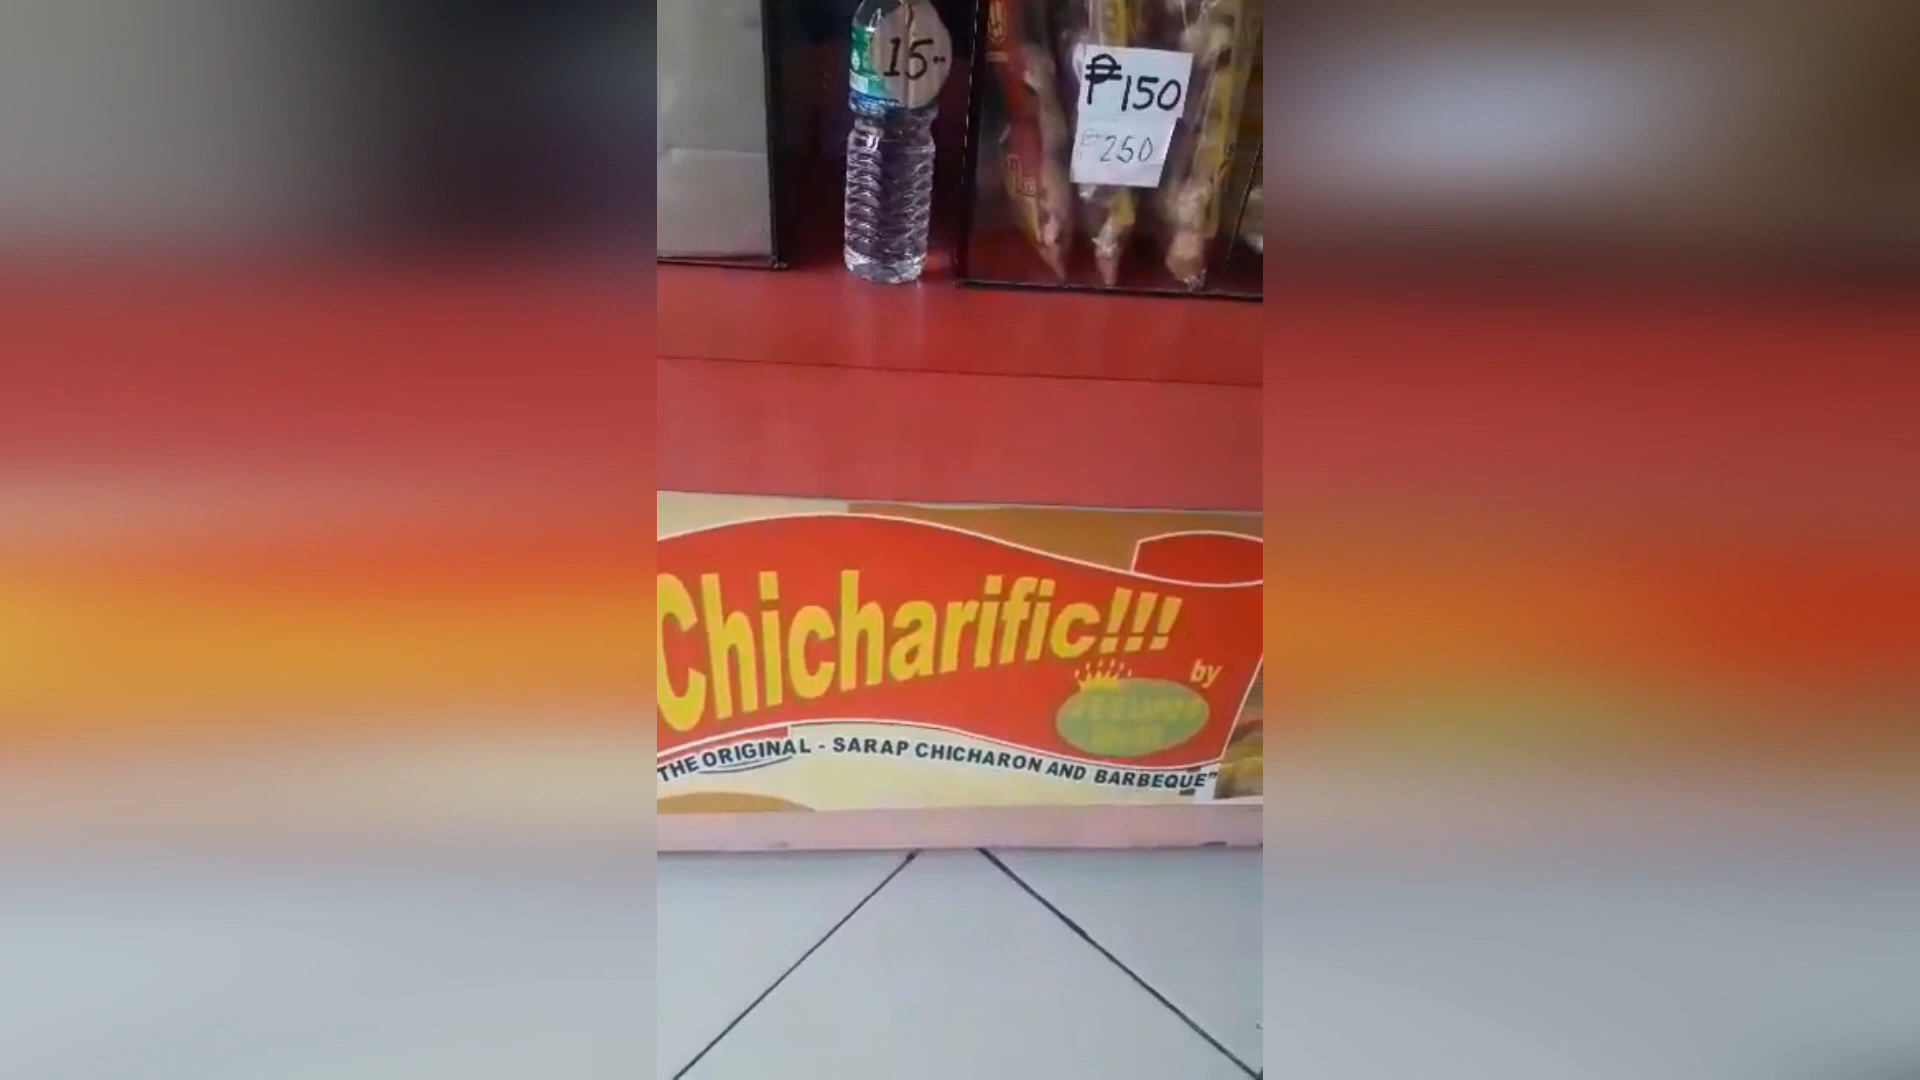 15..
₱150
₱250
Chicharific!!!
by
"THE ORIGINAL - SARAP CHICHARON AND BARBEQUE"